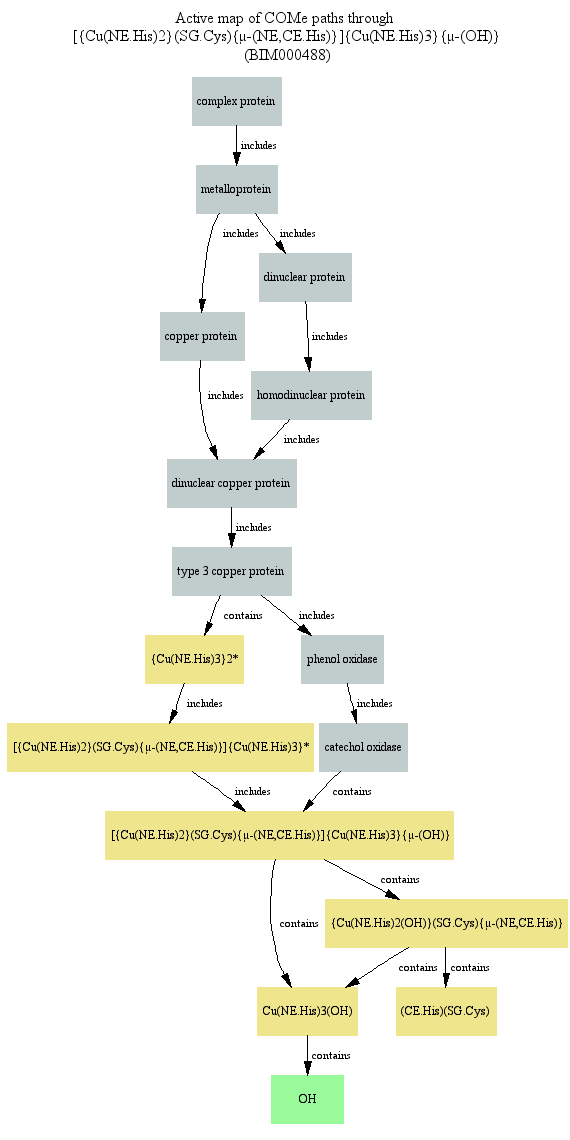 Active map of COMe paths through
[{Cu(NE.His)2}(SG.Cys){μ-(NE,CE.His)}]{Cu(NE.His)3}{μ-(OH)}
(BIM000488)
complex protein
includes
metalloprotein
includes
includes
dinuclear protein
copper protein
includes
homodinuclear protein
includes
includes
dinuclear copper protein
includes
type 3 copper protein
contains
includes
{Cu(NE.His)3}2*
phenol oxidase
includes
includes
[{Cu(NE.His)2}(SG.Cys){μ-(NE,CE.His)}]{Cu(NE.His)3}*
catechol oxidase
includes
contains
[{Cu(NE.His)2}(SG.Cys){μ-(NE,CE.His)}]{Cu(NE.His)3}{μ-(OH)}
contains
contains
{Cu(NE.His)2(OH)}(SG.Cys){μ-(NE,CE.His)}
contains
contains
Cu(NE.His)3(OH)
(CE.His)(SG.Cys)
contains
OH